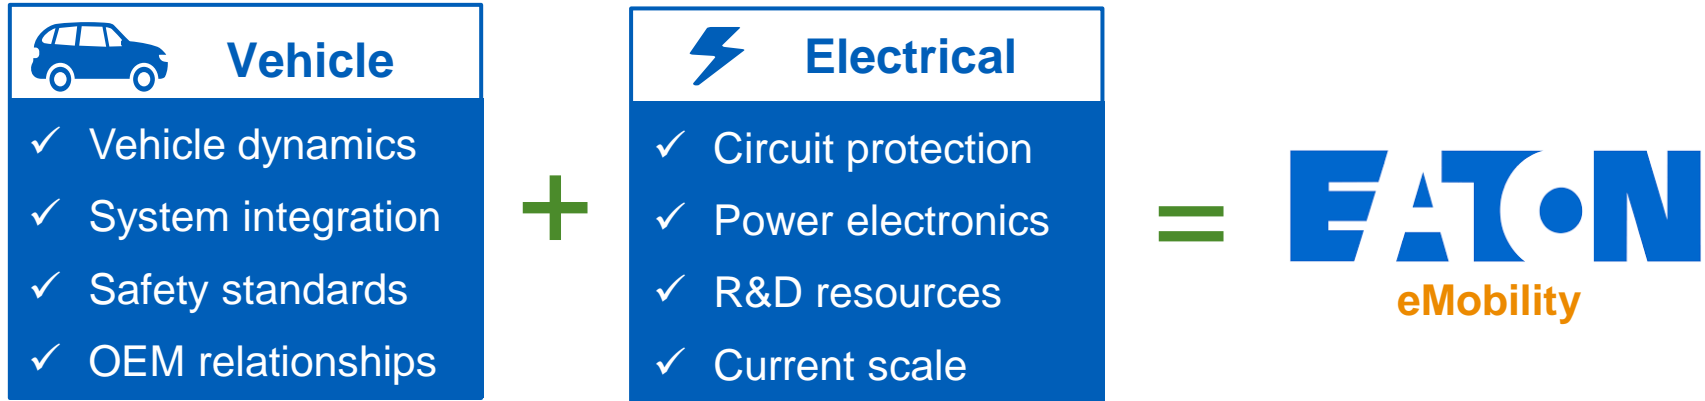 Vehicle
✓ Vehicle dynamics
✓ System integration
✓ Safety standards
✓ OEM relationships
+
Electrical
✓ Circuit protection
✓ Power electronics
✓ R&D resources
✓ Current scale
=
EATON
eMobility